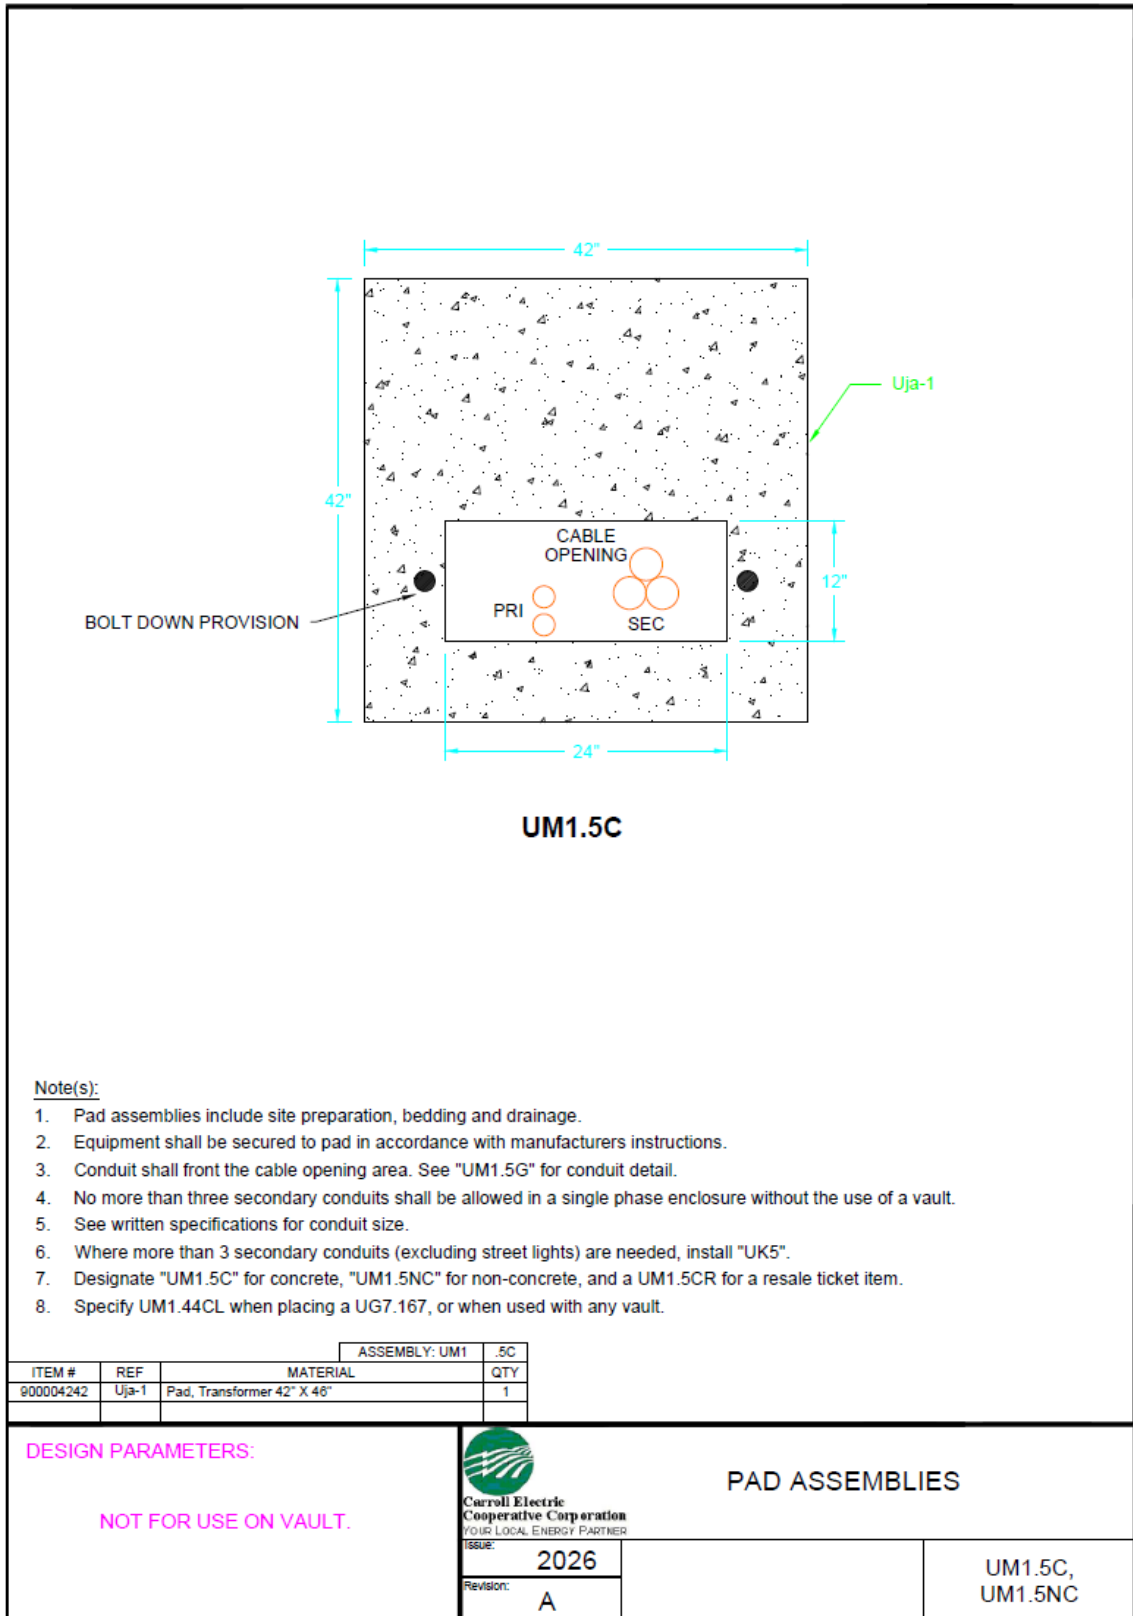 42"
Uja-1
42"
CABLE
OPENING
12"
PRI
SEC
BOLT DOWN PROVISION
24"
UM1.5C
Note(s):
1. Pad assemblies include site preparation, bedding and drainage.
2. Equipment shall be secured to pad in accordance with manufacturers instructions.
3. Conduit shall front the cable opening area. See "UM1.5G" for conduit detail.
4. No more than three secondary conduits shall be allowed in a single phase enclosure without the use of a vault.
5. See written specifications for conduit size.
6. Where more than 3 secondary conduits (excluding street lights) are needed, install "UK5".
7. Designate "UM1.5C" for concrete, "UM1.5NC" for non-concrete, and a UM1.5CR for a resale ticket item.
8. Specify UM1.44CL when placing a UG7.167, or when used with any vault.
ASSEMBLY: UM1 .5C
ITEM # REF MATERIAL QTY
900004242 Uja-1 Pad, Transformer 42" X 46" 1
DESIGN PARAMETERS:
NOT FOR USE ON VAULT.
Carroll Electric
Cooperative Corporation
YOUR LOCAL ENERGY PARTNER
PAD ASSEMBLIES
Issue:
2026
Revision:
A
UM1.5C,
UM1.5NC